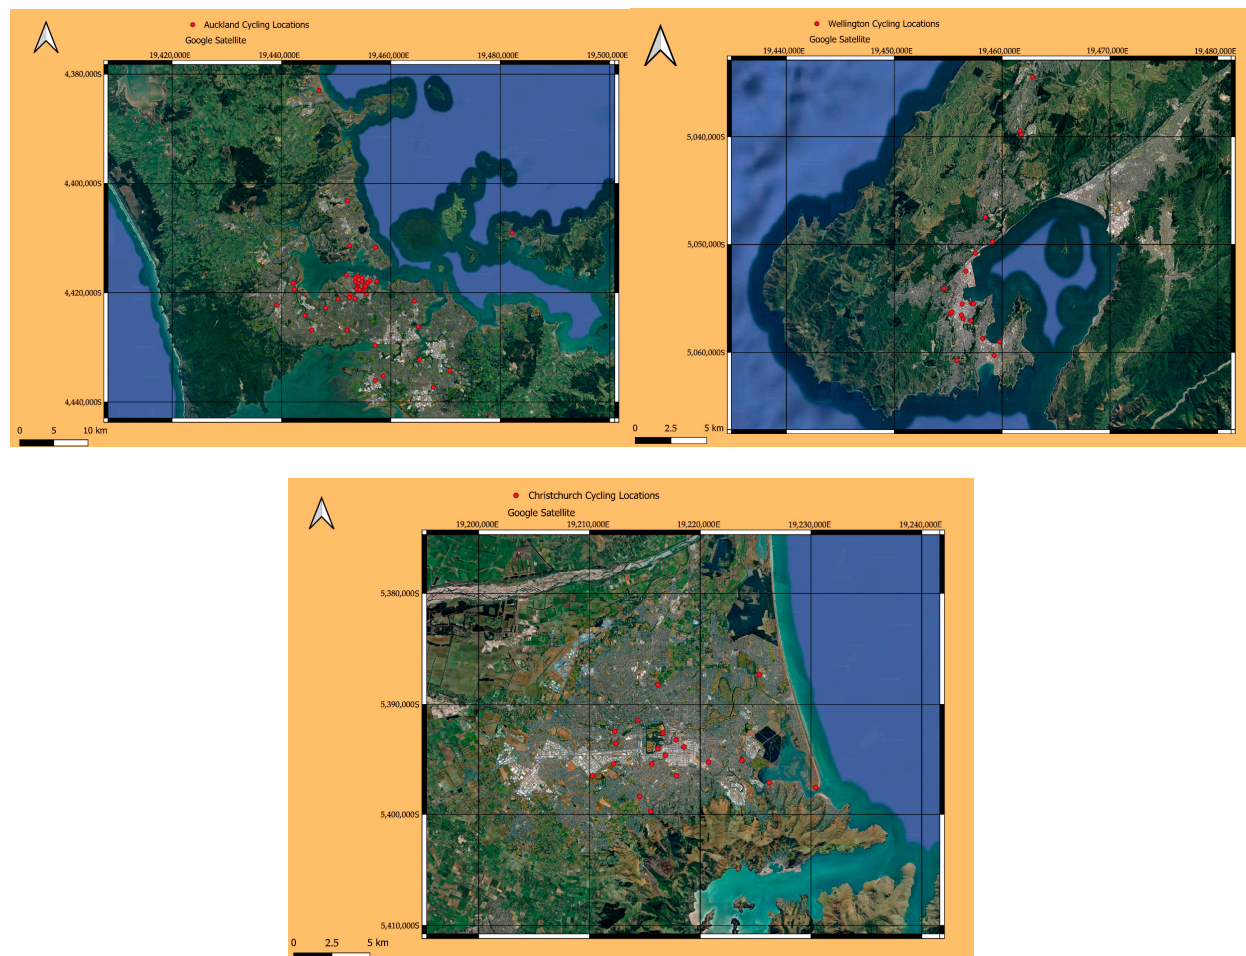 Auckland Cycling Locations
Google Satellite
19,420,000E 19,440,000E 19,460,000E 19,480,000E 19,500,000E
4,380,000S
4,400,000S
4,420,000S
4,440,000S
0 5 10 km
Wellington Cycling Locations
Google Satellite
19,440,000E 19,450,000E 19,460,000E 19,470,000E 19,480,000E
5,040,000S
5,050,000S
5,060,000S
0 2.5 5 km
Christchurch Cycling Locations
Google Satellite
19,200,000E 19,210,000E 19,220,000E 19,230,000E 19,240,000E
5,380,000S
5,390,000S
5,400,000S
5,410,000S
0 2.5 5 km